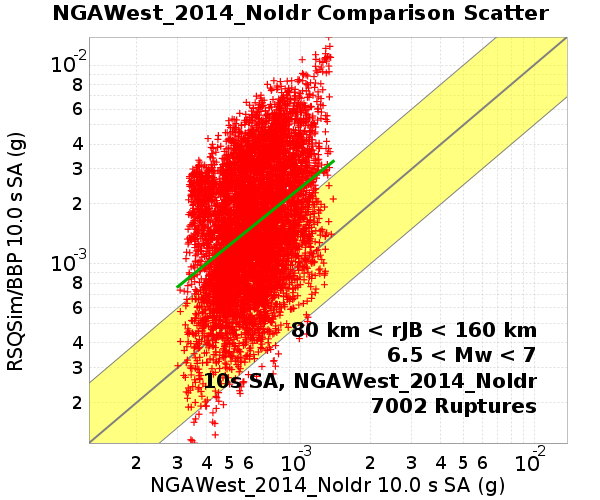 NGAWest_2014_NoIdr Comparison Scatter
RSQSim/BBP 10.0 s SA (g)
10-2
8
6
4
3
2
10-3
8
6
4
3
2
80 km < rJB < 160 km
6.5 < Mw < 7
10s SA, NGAWest_2014_NoIdr
7002 Ruptures
2 3 4 5 6 10-3 2 3 4 5 6 10-2
NGAWest_2014_NoIdr 10.0 s SA (g)